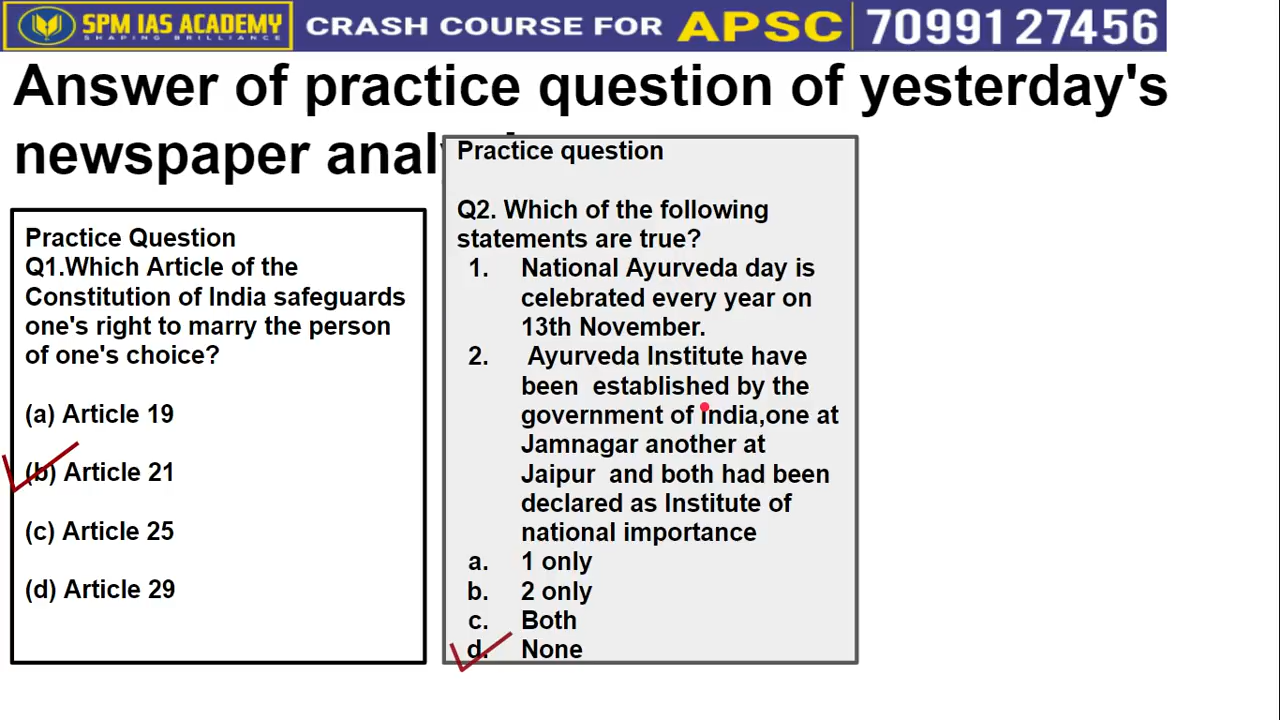 SPM IAS ACADEMY
SHAPING BRILLIANCE
CRASH COURSE FOR APSC 7099127456
Answer of practice question of yesterday's
newspaper
Practice Question
Q1.Which Article of the
Constitution of India safeguards
one's right to marry the person
of one's choice?
(a) Article 19
(b) Article 21
(c) Article 25
(d) Article 29
Practice question
Q2. Which of the following
statements are true?
1. National Ayurveda day is
celebrated every year on
13th November.
2. Ayurveda Institute have
been established by the
government of india,one at
Jamnagar another at
Jaipur and both had been
declared as Institute of
national importance
a. 1 only
b. 2 only
c. Both
d. None